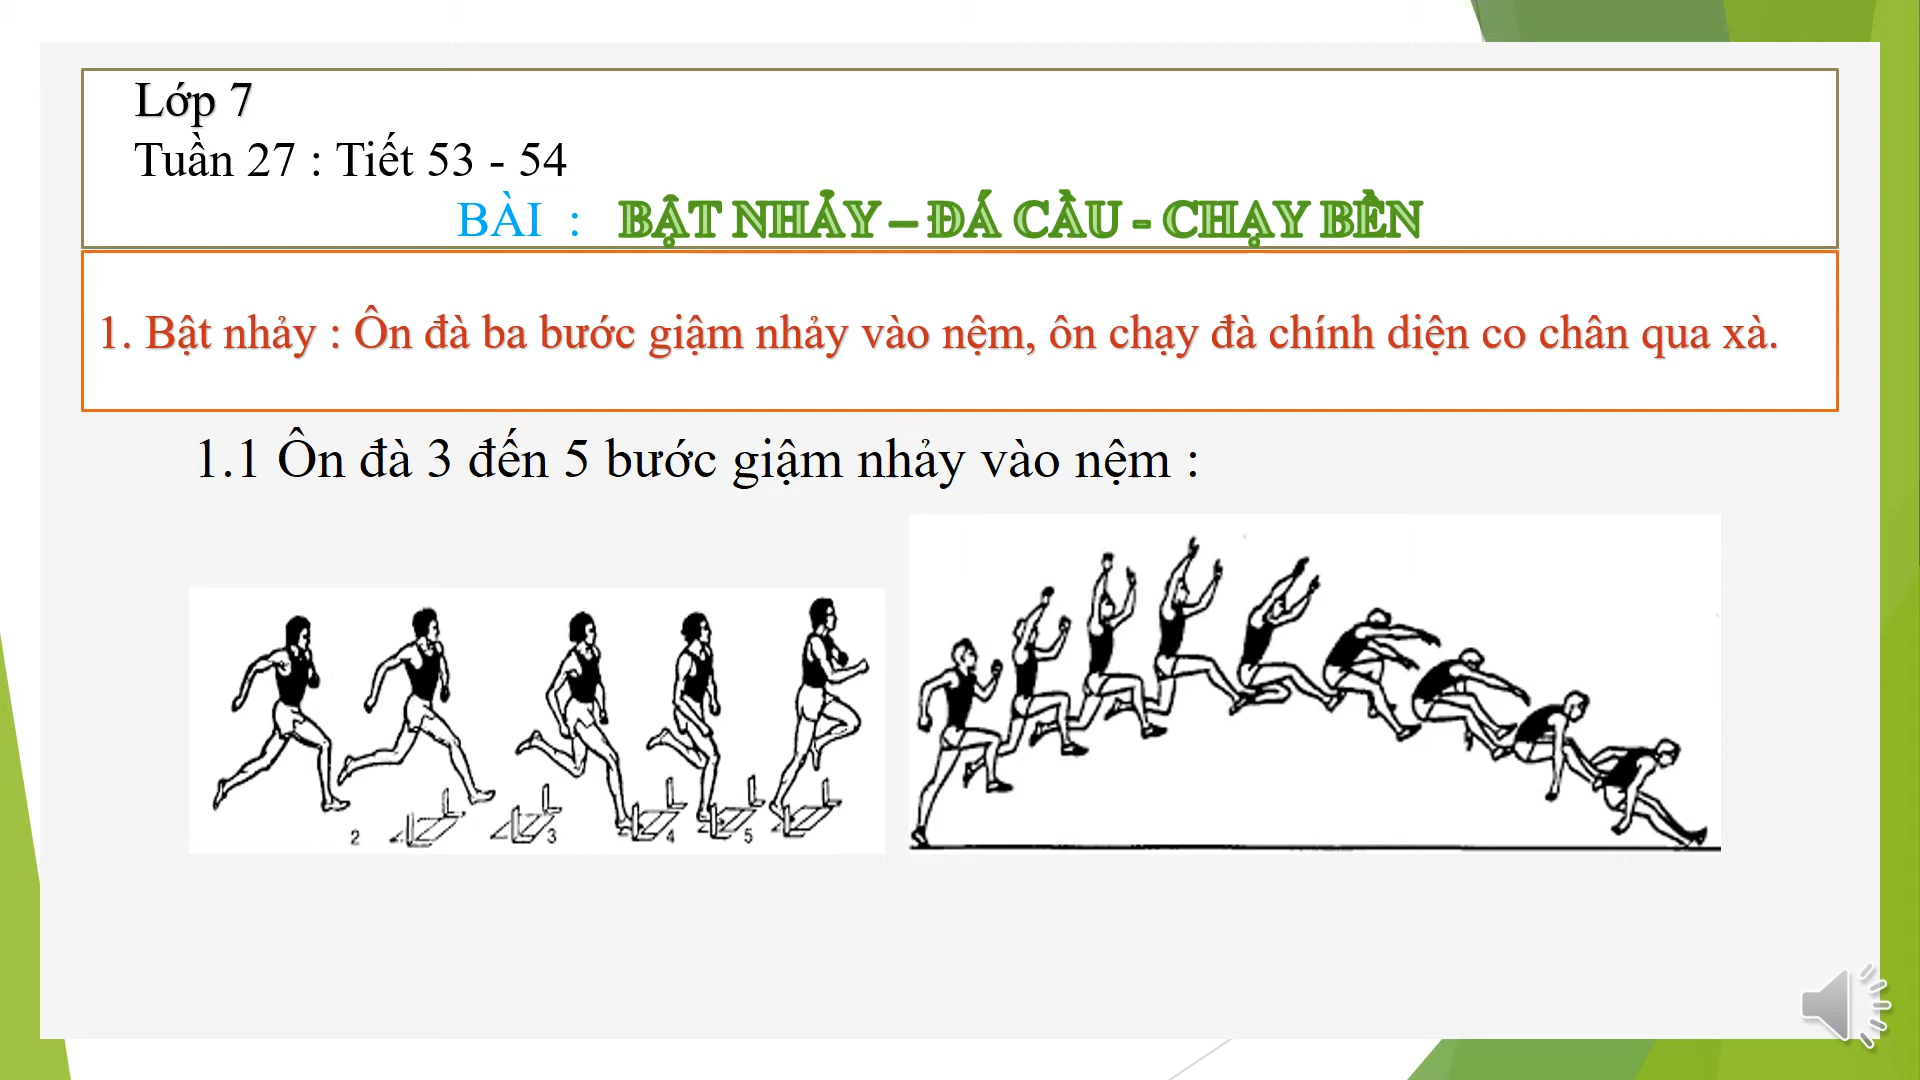 Lớp 7
Tuần 27 : Tiết 53 - 54
BÀI : BẬT NHẢY – ĐÁ CẦU - CHẠY BỀN
1. Bật nhảy : Ôn đà ba bước giậm nhảy vào nệm, ôn chạy đà chính diện co chân qua xà.
1.1 Ôn đà 3 đến 5 bước giậm nhảy vào nệm :
2 3 4 5